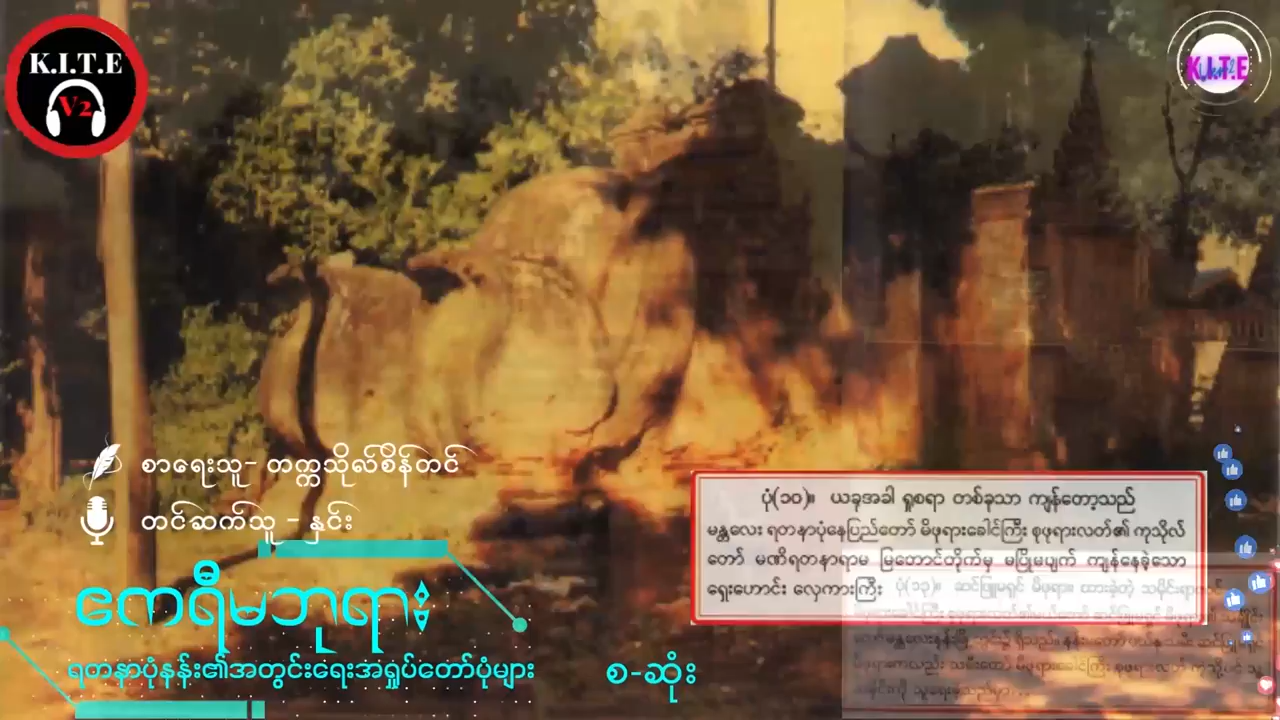 K.I.T.E
V2
K.I.T.E
စာရေးသူ- တက္ကသိုလ်စိန်တင်
တင်ဆက်သူ - နှင်း
ဧကရီမဘုရား
ရတနာပုံနန်း၏အတွင်းရေးအရှုပ်တော်ပုံများ
စ-ဆုံး
ပုံ(၁၀)။ ယခုအခါ ရှုစရာ တစ်ခုသာ ကျန်တော့သည်
မန္တလေး ရတနာပုံနေပြည်တော် မိဖုရားခေါင်ကြီး စုဖုရားလတ်၏ ကုသိုလ်
တော် မဏိရတနာရာမ မြတောင်တိုက်မှ မပြိုမပျက် ကျန်နေခဲ့သော
ရှေးဟောင်း လှေကားကြီး